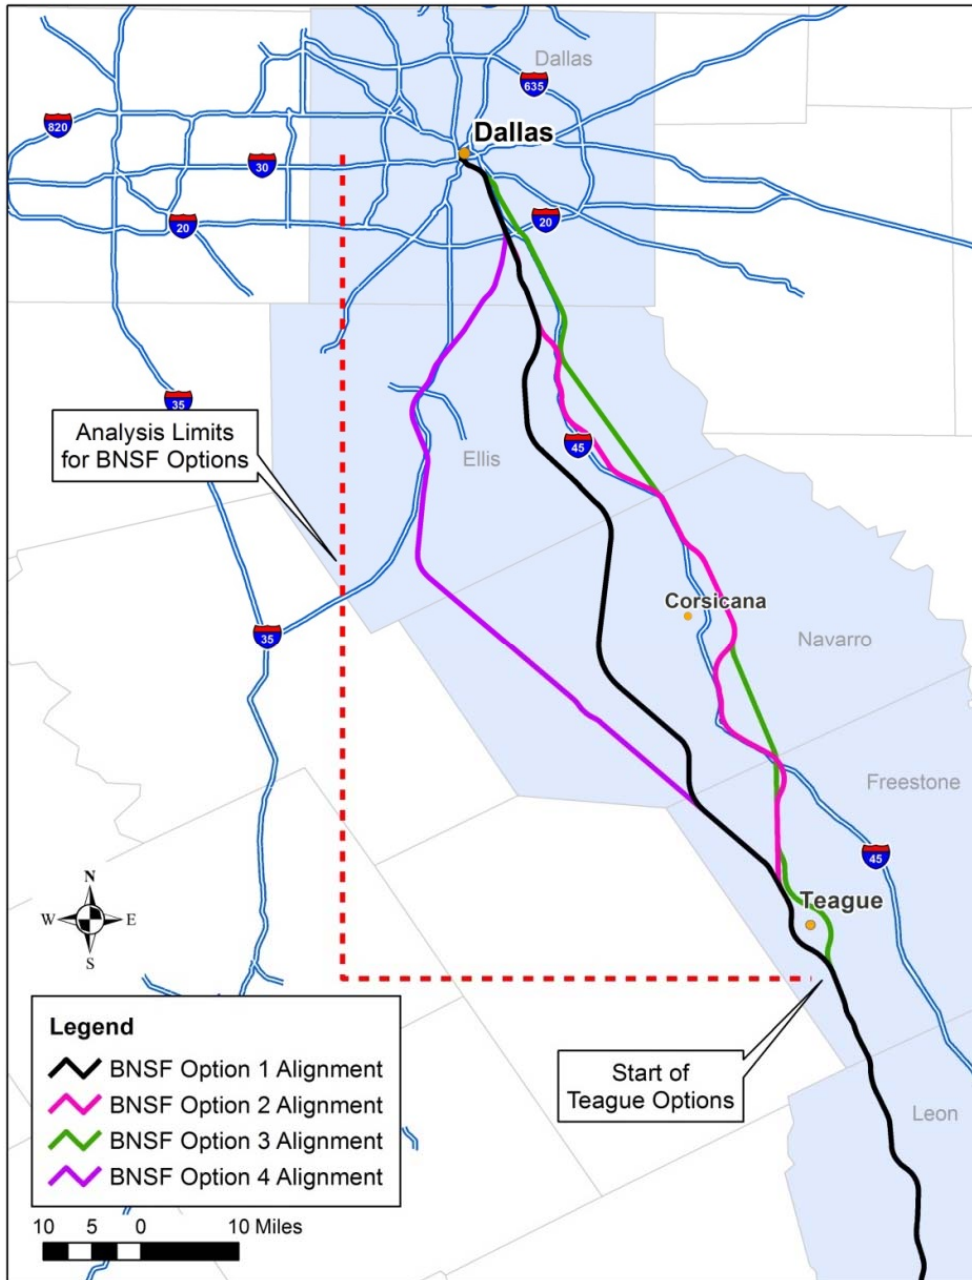 Dallas
635
820
Dallas
30
20
20
35
Analysis Limits
for BNSF Options
Ellis
45
Corsicana
35
Navarro
Freestone
45
N
W E
S
Teague
Legend
BNSF Option 1 Alignment
BNSF Option 2 Alignment
BNSF Option 3 Alignment
BNSF Option 4 Alignment
Start of
Teague Options
Leon
10 5 0 10 Miles